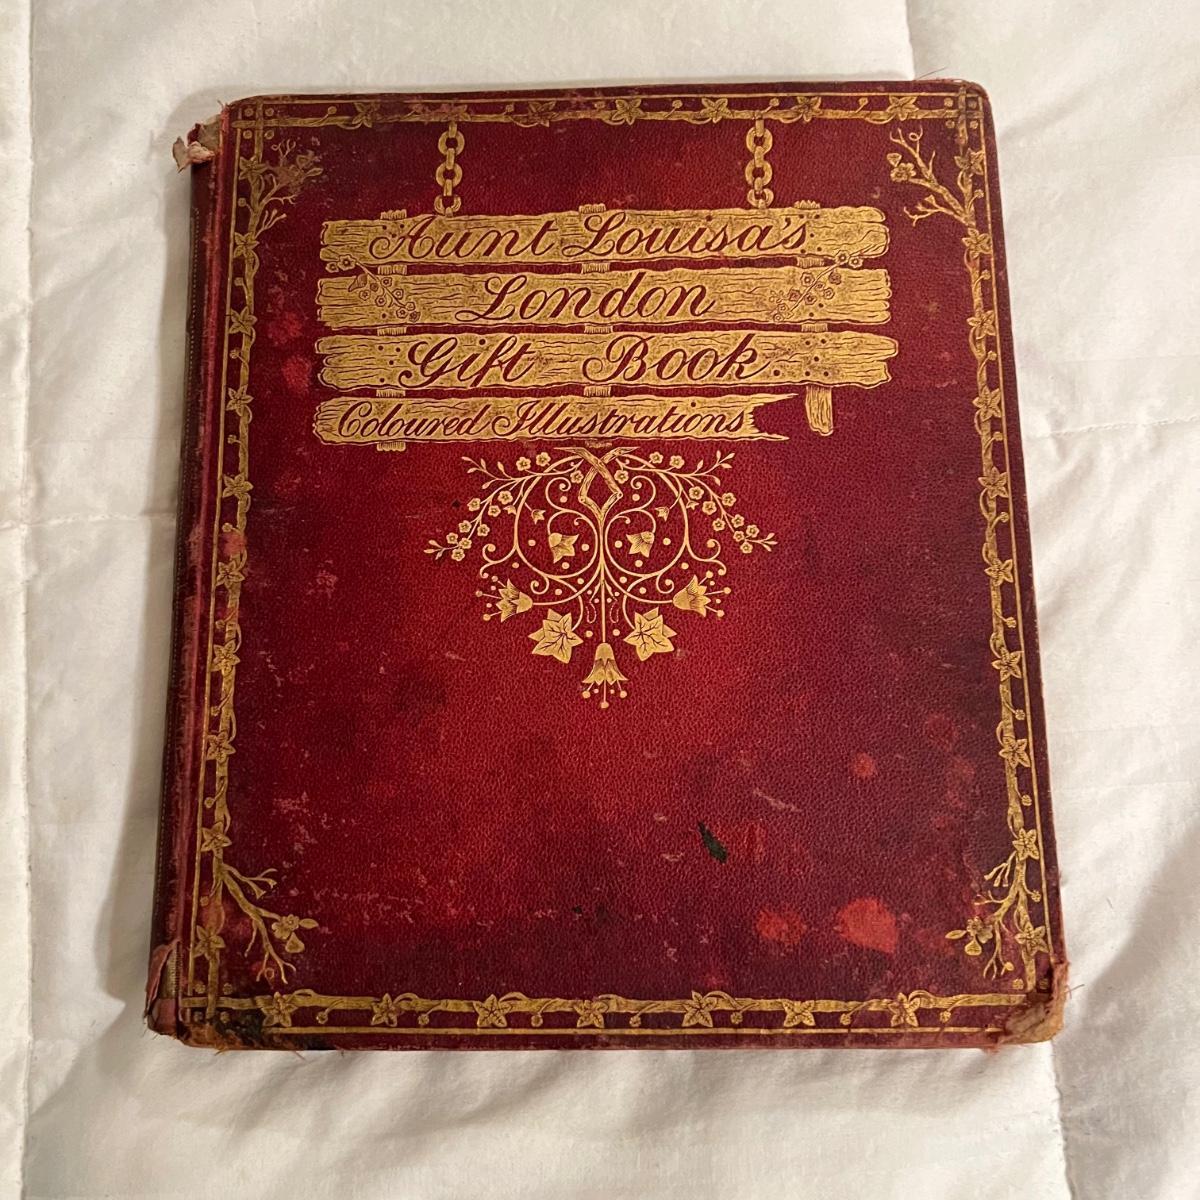 Aunt Louisa's
London
Gift Book.
Coloured Illustrations